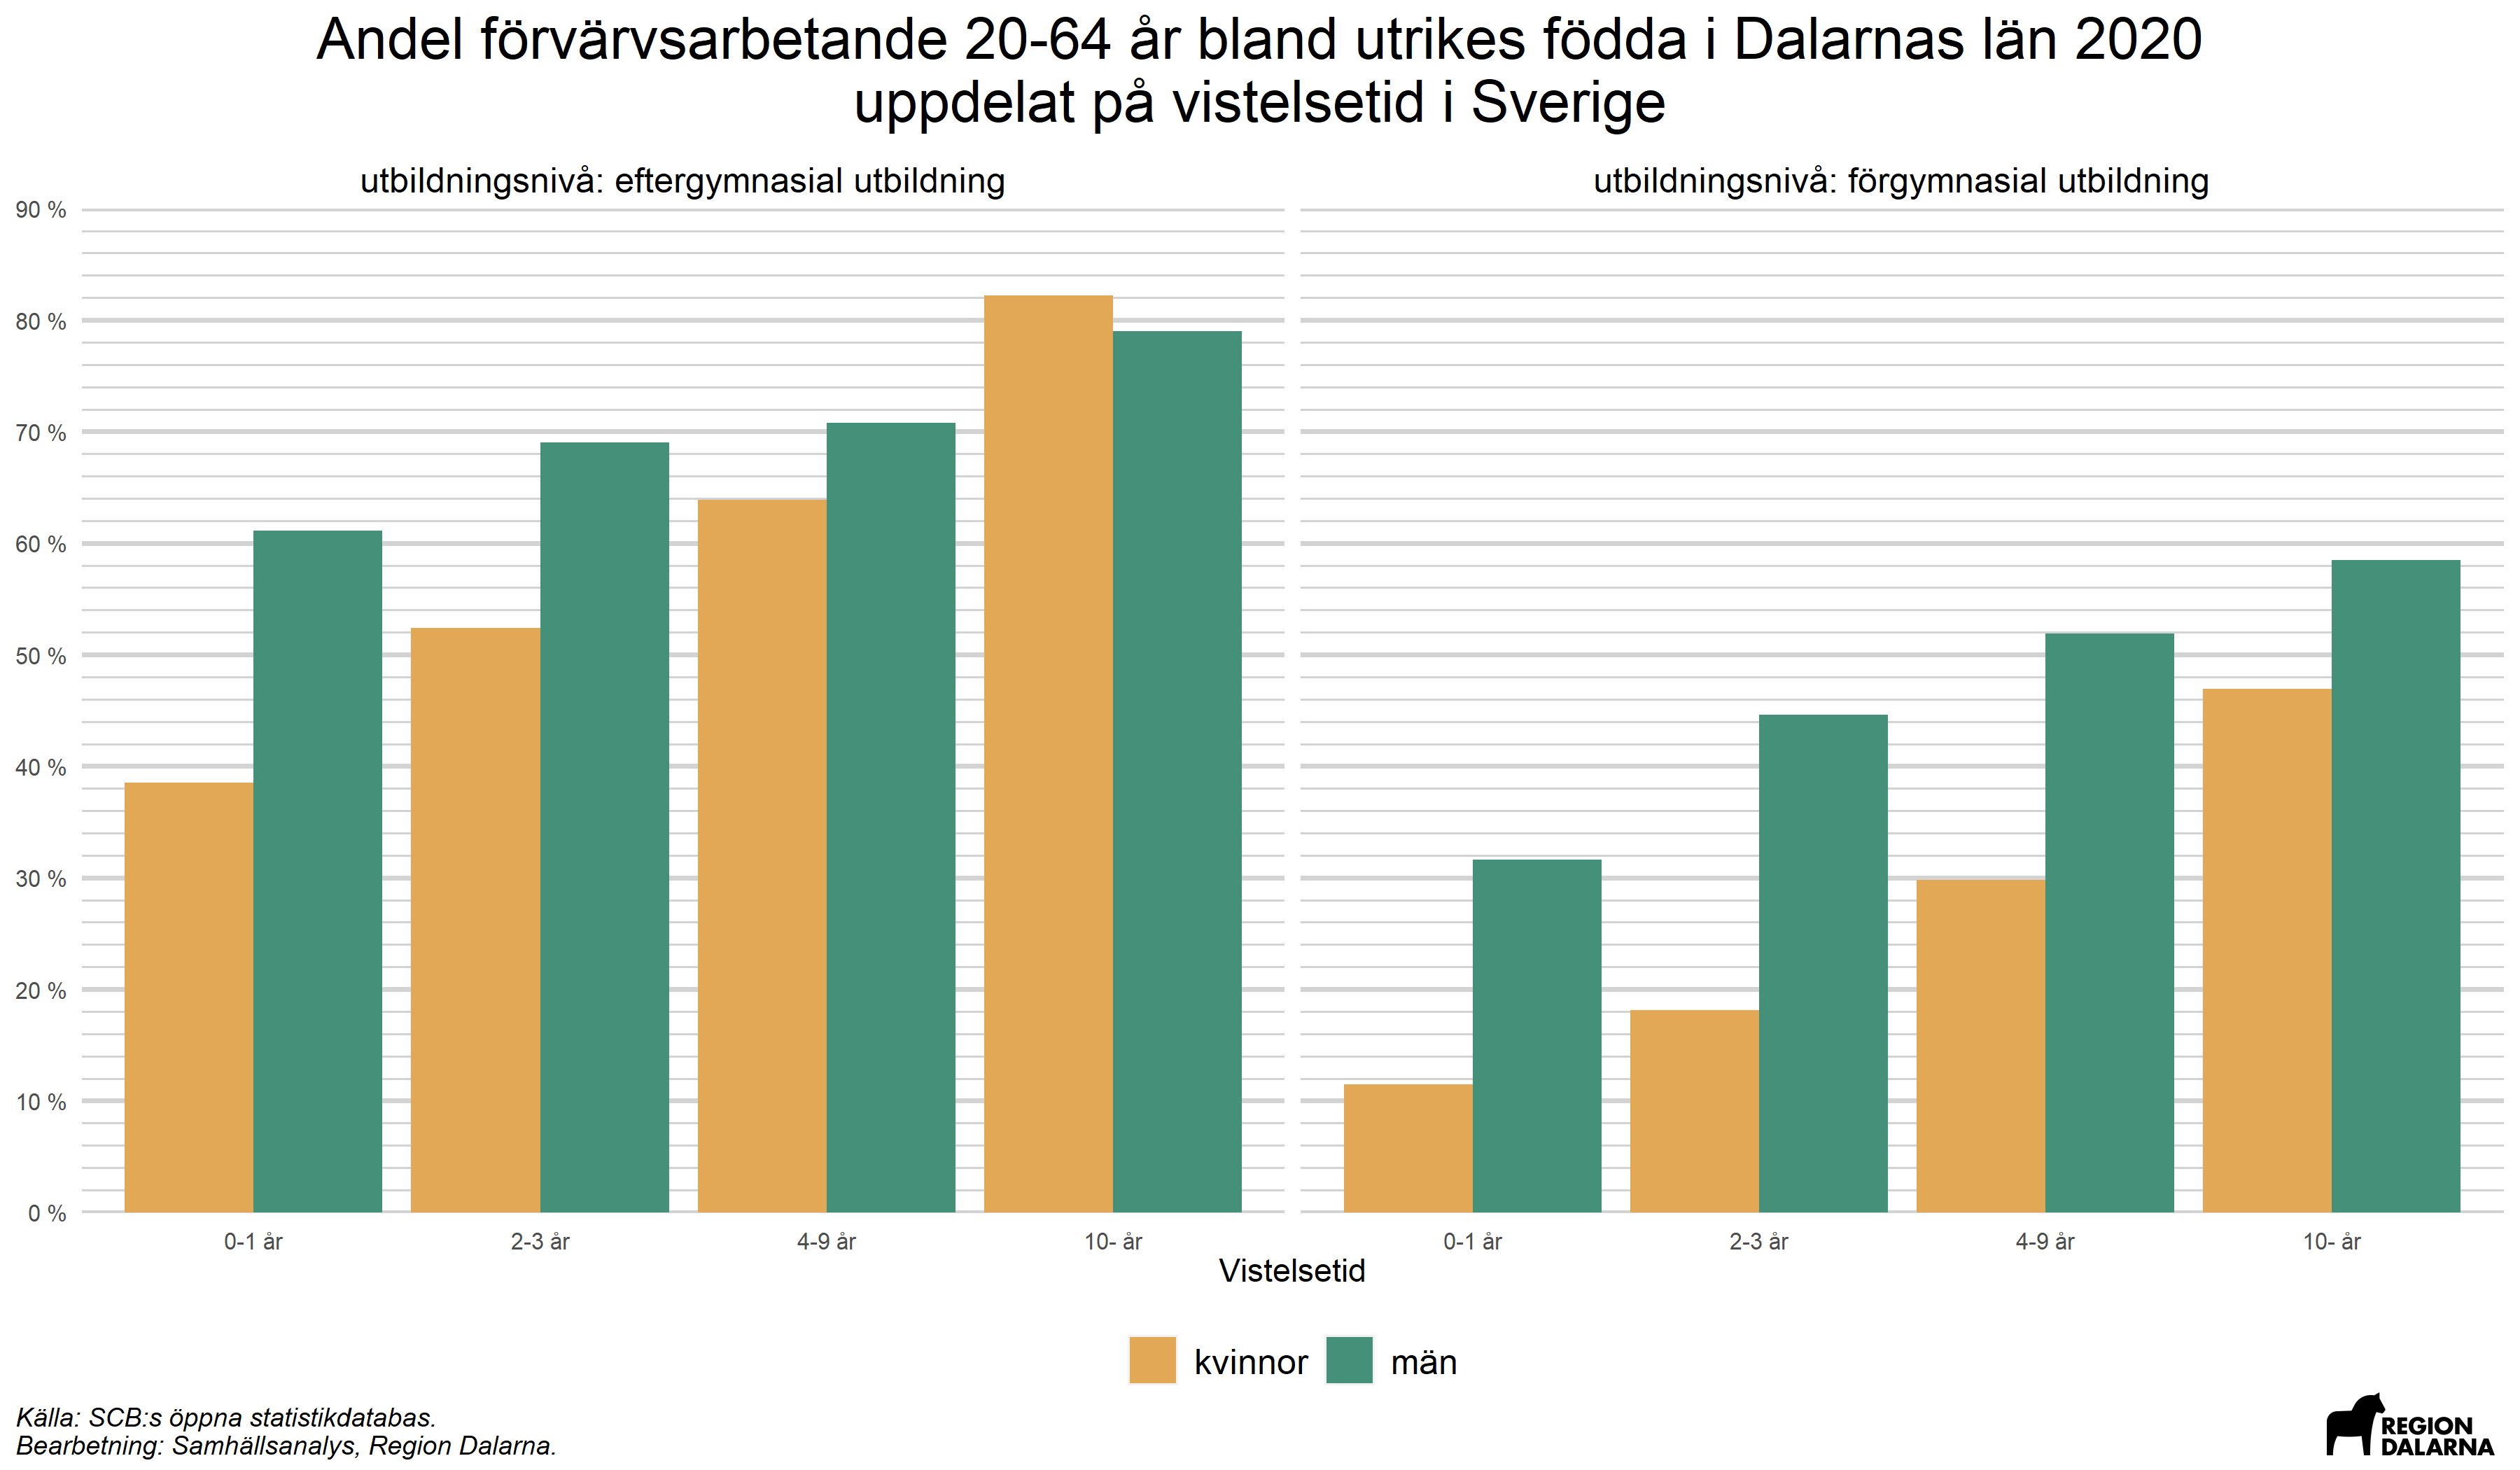 Andel förvärvsarbetande 20-64 år bland utrikes födda i Dalarnas län 2020
uppdelat på vistelsetid i Sverige
utbildningsnivå: eftergymnasial utbildning
utbildningsnivå: förgymnasial utbildning
90 %
80 %
70 %
60 %
50 %
40 %
30 %
20 %
10 %
0 %
0-1 år
2-3 år
4-9 år
10- år
0-1 år
2-3 år
4-9 år
10- år
Vistelsetid
kvinnor
män
Källa: SCB:s öppna statistikdatabas.
Bearbetning: Samhällsanalys, Region Dalarna.
REGION
DALARNA